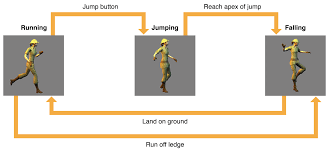 Jump button
Reach apex of jump
Running
Jumping
Falling
Land on ground
Run off ledge